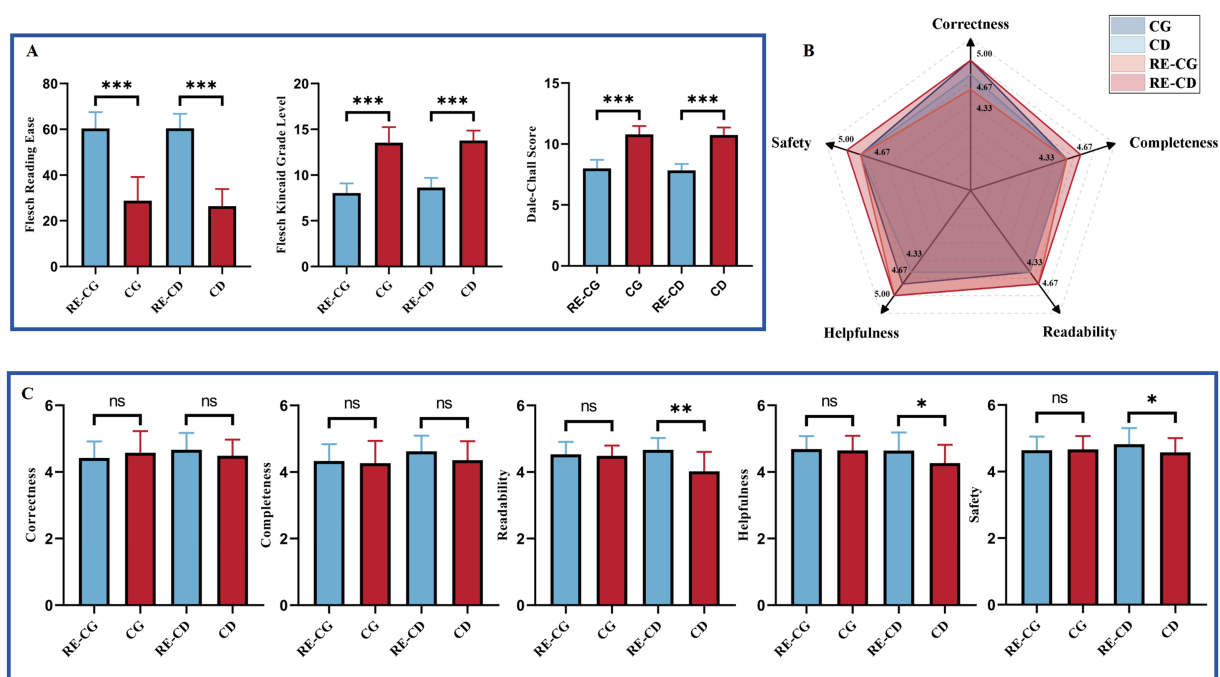 A
Flesch Reading Ease
80
60
40
20
0
***
***
RE-CG
CG
RE-CD
CD
Flesch Kincaid Grade Level
20
15
10
5
0
***
***
RE-CG
CG
RE-CD
CD
Dale-Chall Score
15
10
5
0
***
***
RE-CG
CG
RE-CD
CD
B
Correctness
5.00
4.67
4.33
Completeness
4.67
4.33
Readability
4.33
4.67
Helpfulness
4.33
4.67
5.00
Safety
5.00
4.67
CG
CD
RE-CG
RE-CD
C
Correctness
6
4
2
0
ns
ns
RE-CG
CG
RE-CD
CD
Completeness
6
4
2
0
ns
ns
RE-CG
CG
RE-CD
CD
Readability
6
4
2
0
ns
**
RE-CG
CG
RE-CD
CD
Helpfulness
6
4
2
0
ns
*
RE-CG
CG
RE-CD
CD
Safety
6
4
2
0
ns
*
RE-CG
CG
RE-CD
CD